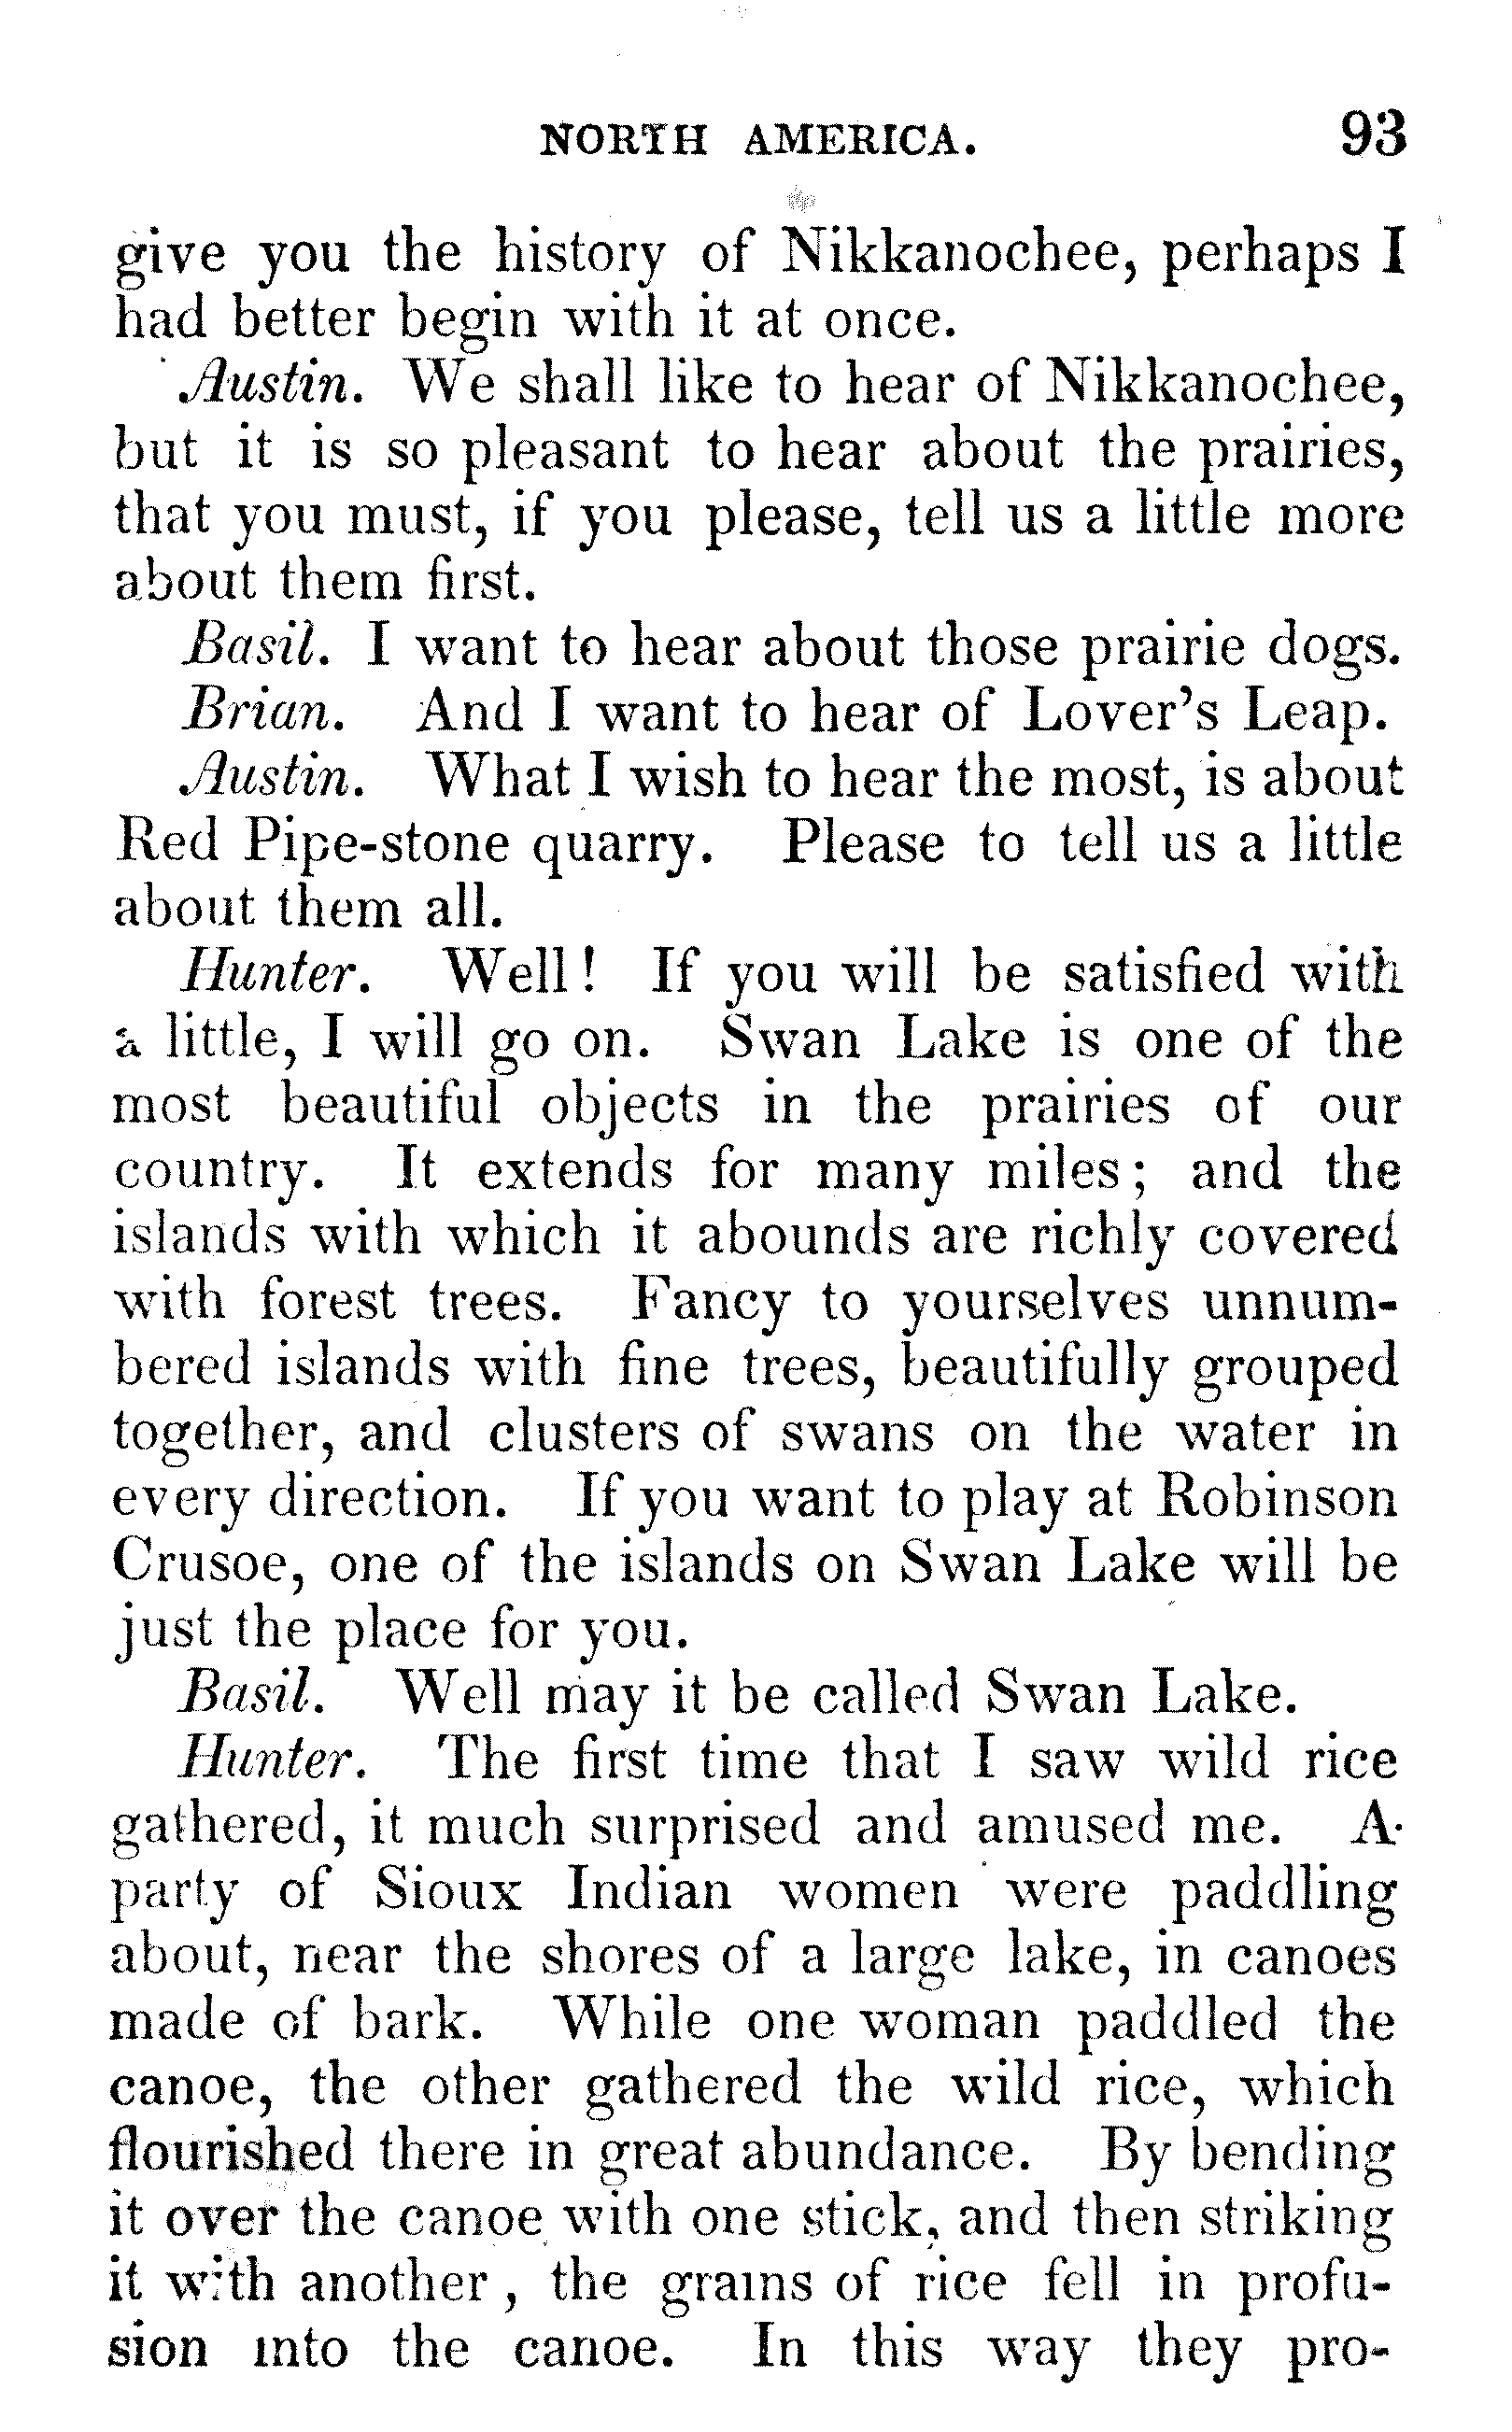 NORTH AMERICA. 93
give you the history of Nikkanochee, perhaps I
had better begin with it at once.
Austin. We shall like to hear of Nikkanochee,
but it is so pleasant to hear about the prairies,
that you must, if you please, tell us a little more
about them first.
Basil. I want to hear about those prairie dogs.
Brian. And I want to hear of Lover's Leap.
Austin. What I wish to hear the most, is about
Red Pipe-stone quarry. Please to tell us a little
about them all.
Hunter. Well! If you will be satisfied with
a little, I will go on. Swan Lake is one of the
most beautiful objects in the prairies of our
country. It extends for many miles; and the
islands with which it abounds are richly covered
with forest trees. Fancy to yourselves unnum-
bered islands with fine trees, beautifully grouped
together, and clusters of swans on the water in
every direction. If you want to play at Robinson
Crusoe, one of the islands on Swan Lake will be
just the place for you.
Basil. Well may it be called Swan Lake.
Hunter. The first time that I saw wild rice
gathered, it much surprised and amused me. A
party of Sioux Indian women were paddling
about, near the shores of a large lake, in canoes
made of bark. While one woman paddled the
canoe, the other gathered the wild rice, which
flourished there in great abundance. By bending
it over the canoe with one stick, and then striking
it with another, the grains of rice fell in profu-
sion into the canoe. In this way they pro-